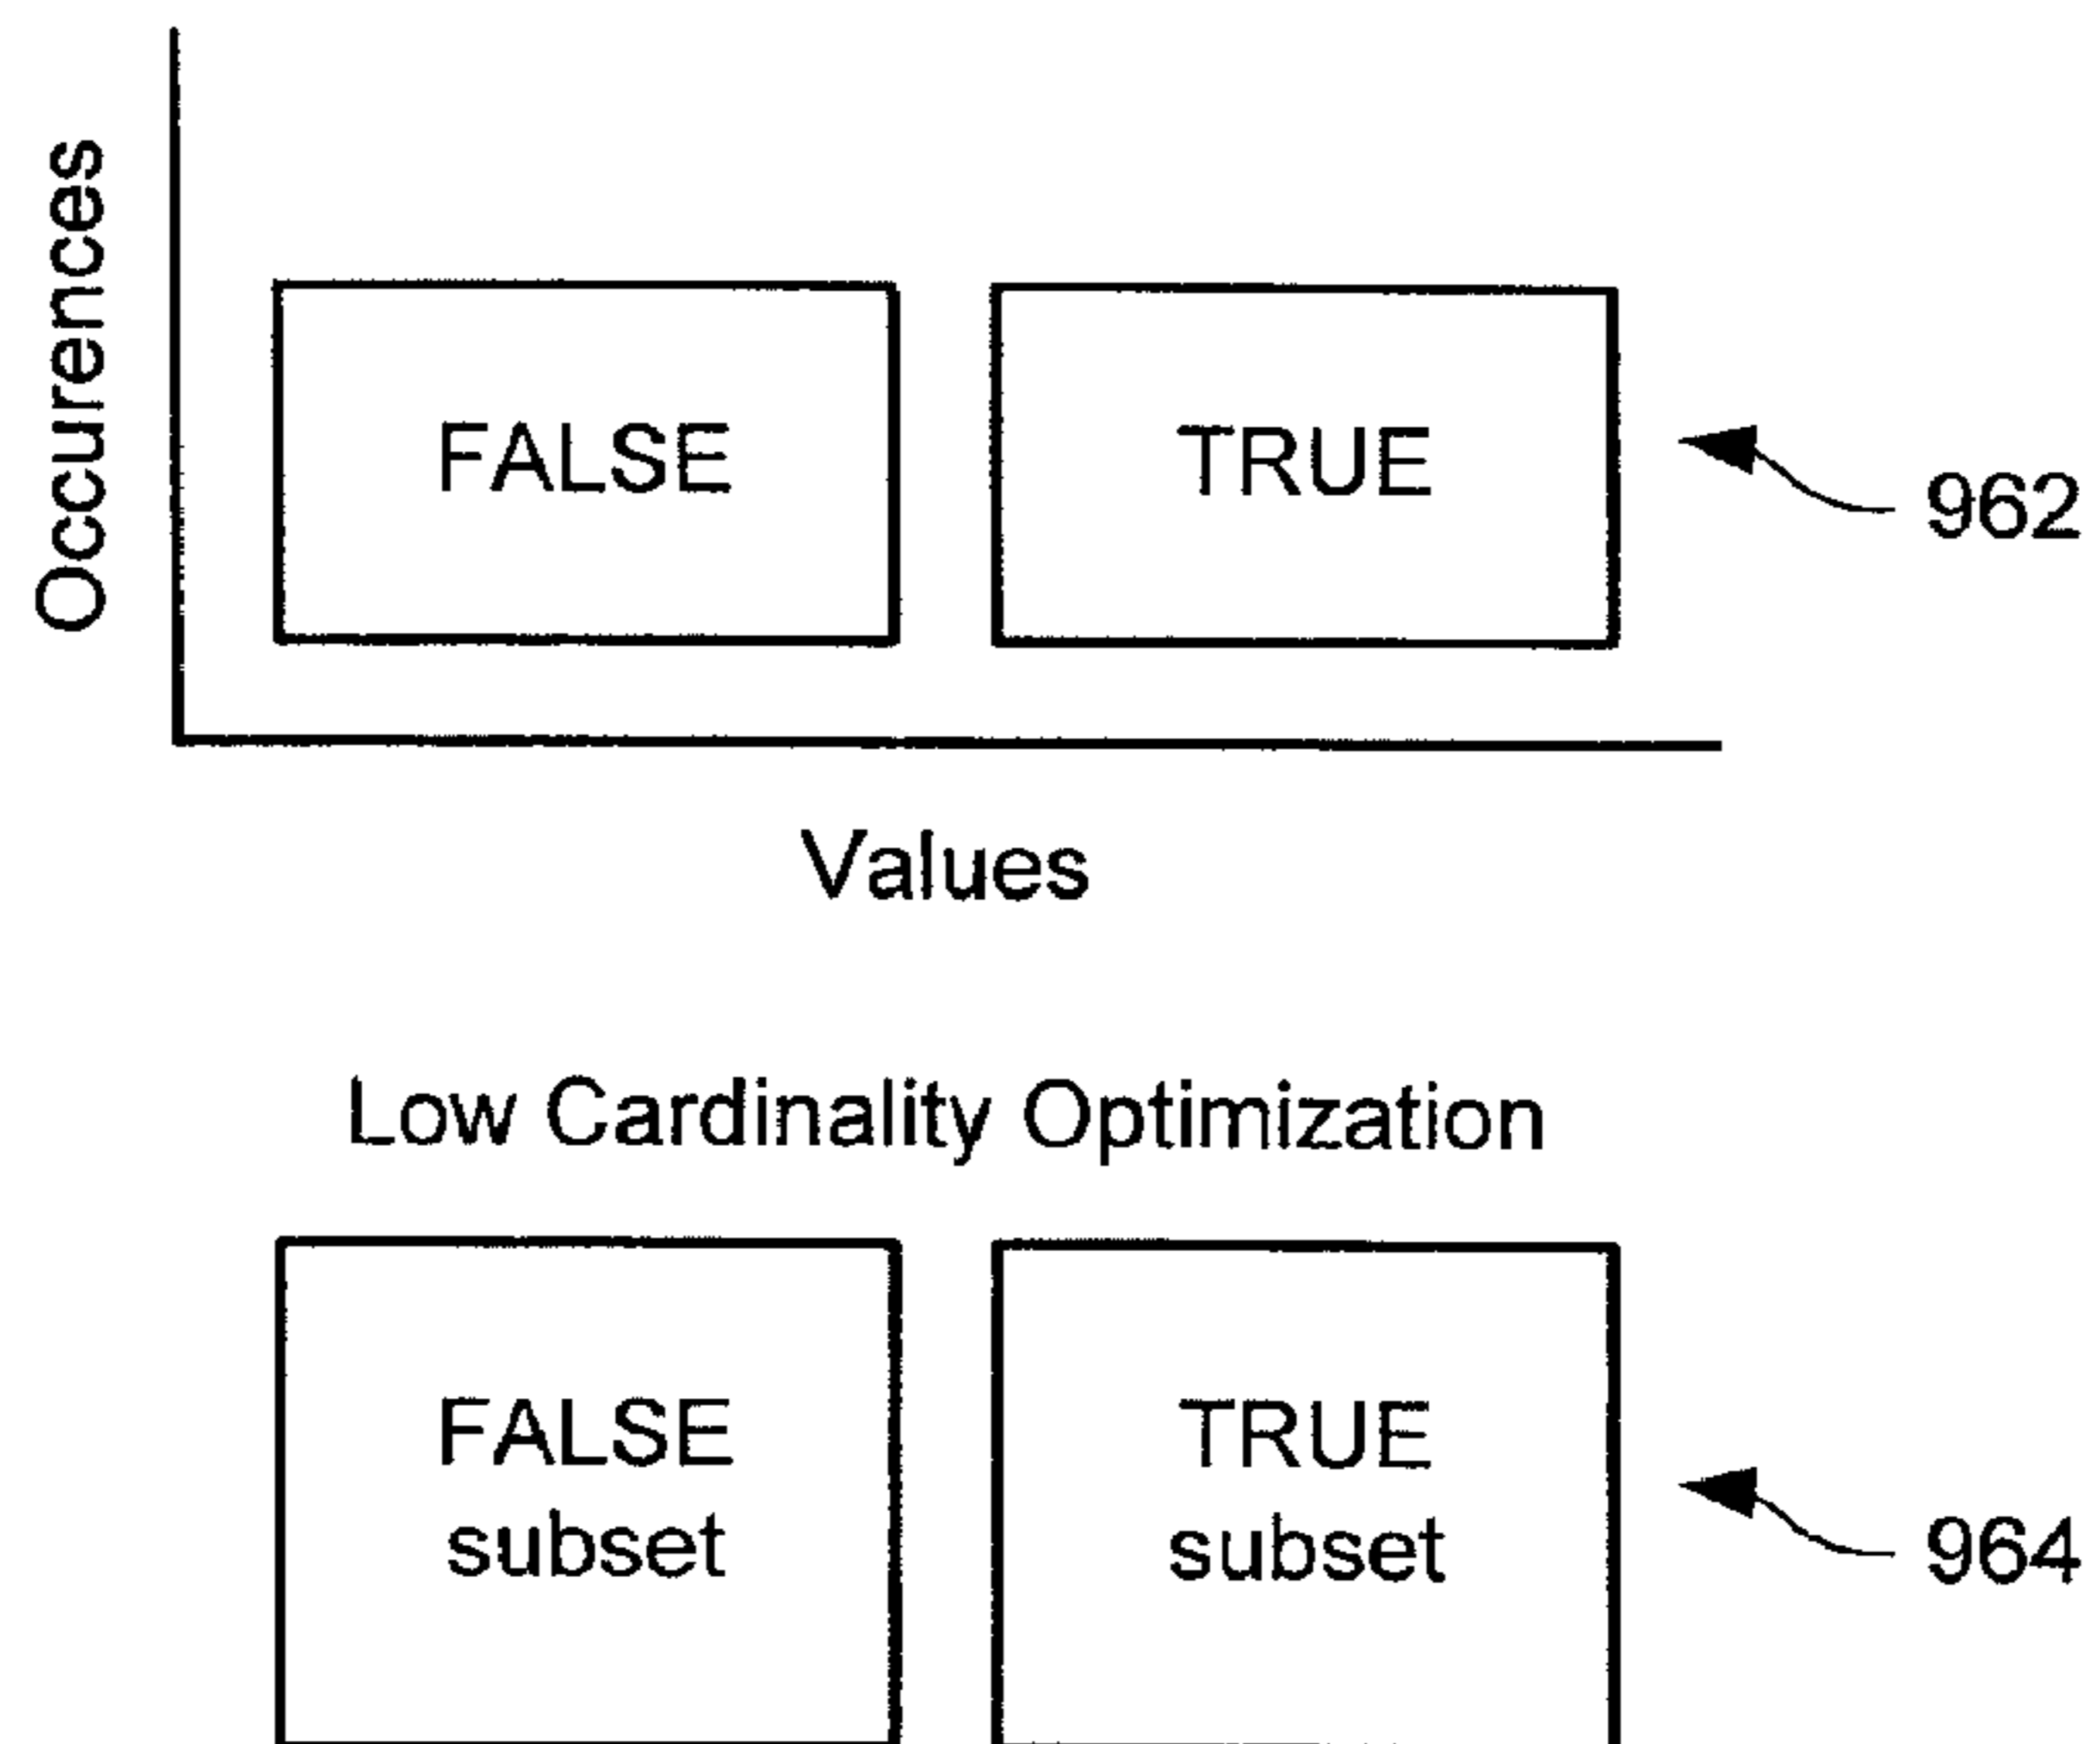 Occurences
FALSE
TRUE
962
Values
Low Cardinality Optimization
FALSE
subset
TRUE
subset
964